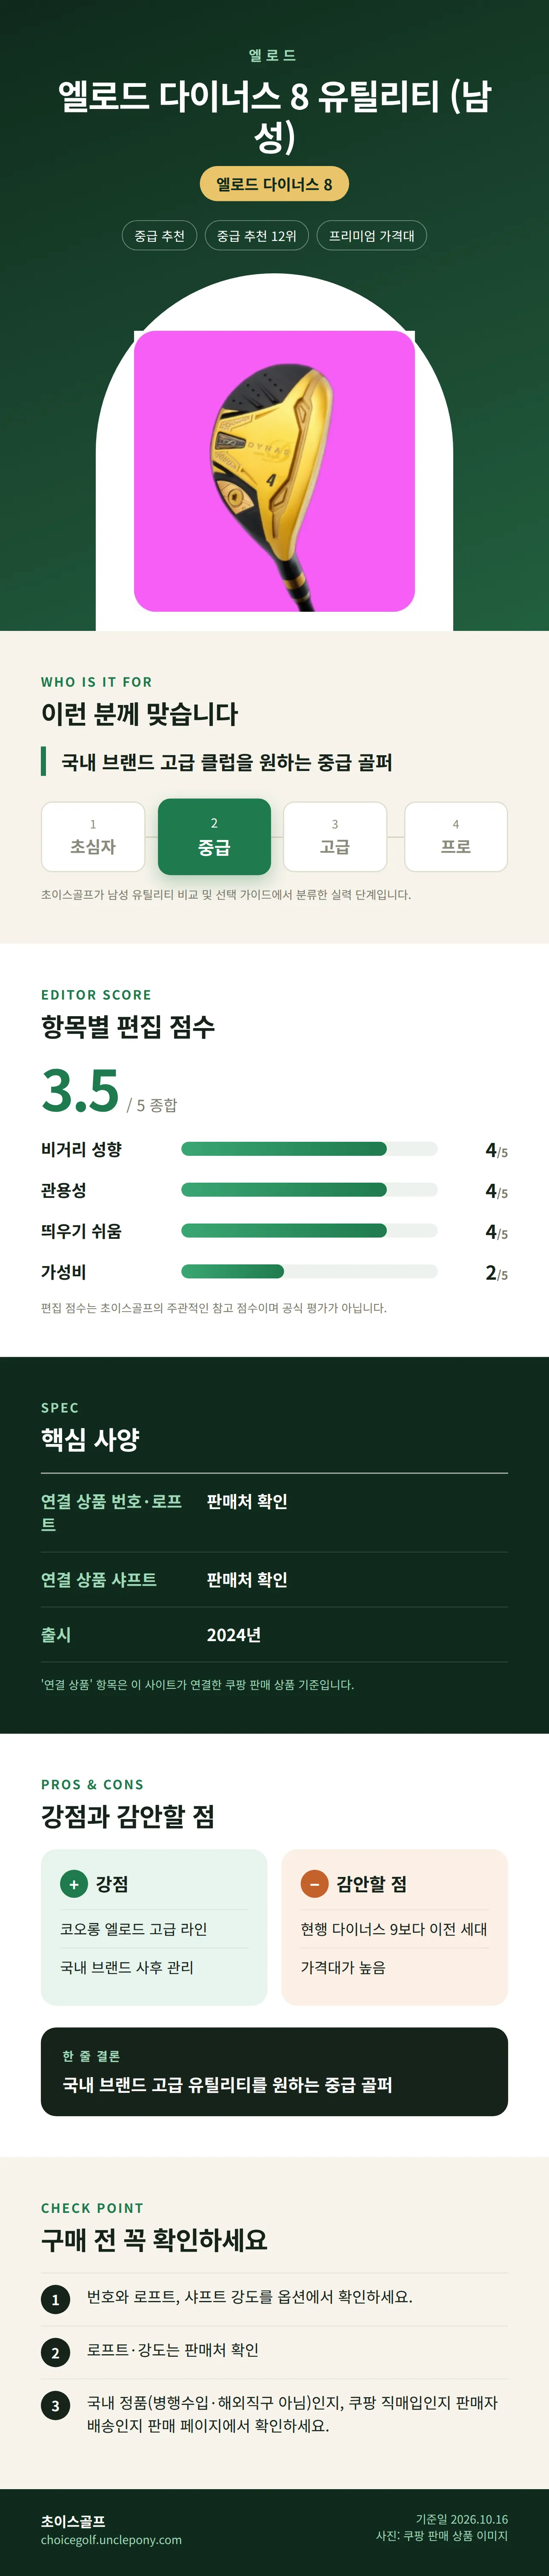 엘로드
엘로드 다이너스 8 유틸리티 (남
성)
엘로드 다이너스 8
중급 추천
중급 추천 12위
프리미엄 가격대
DYNAS
4
WHO IS IT FOR
이런 분께 맞습니다
국내 브랜드 고급 클럽을 원하는 중급 골퍼
1
초심자
2
중급
3
고급
4
프로
초이스골프가 남성 유틸리티 비교 및 선택 가이드에서 분류한 실력 단계입니다.
EDITOR SCORE
항목별 편집 점수
3.5 / 5 종합
비거리 성향 4/5
관용성 4/5
띄우기 쉬움 4/5
가성비 2/5
편집 점수는 초이스골프의 주관적인 참고 점수이며 공식 평가가 아닙니다.
SPEC
핵심 사양
연결 상품 번호·로프 판매처 확인
트
연결 상품 샤프트 판매처 확인
출시 2024년
'연결 상품' 항목은 이 사이트가 연결한 쿠팡 판매 상품 기준입니다.
PROS & CONS
강점과 감안할 점
+ 강점
코오롱 엘로드 고급 라인
국내 브랜드 사후 관리
− 감안할 점
현행 다이너스 9보다 이전 세대
가격대가 높음
한 줄 결론
국내 브랜드 고급 유틸리티를 원하는 중급 골퍼
CHECK POINT
구매 전 꼭 확인하세요
1 번호와 로프트, 샤프트 강도를 옵션에서 확인하세요.
2 로프트·강도는 판매처 확인
3 국내 정품(병행수입·해외직구 아님)인지, 쿠팡 직매입인지 판매자
배송인지 판매 페이지에서 확인하세요.
초이스골프
choicegolf.unclepony.com
기준일 2026.10.16
사진: 쿠팡 판매 상품 이미지